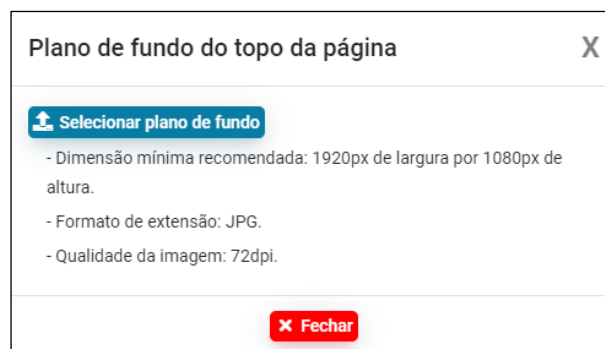 Plano de fundo do topo da página X
Selecionar plano de fundo
- Dimensão mínima recomendada: 1920px de largura por 1080px de
altura.
- Formato de extensão: JPG.
- Qualidade da imagem: 72dpi.
✕ Fechar